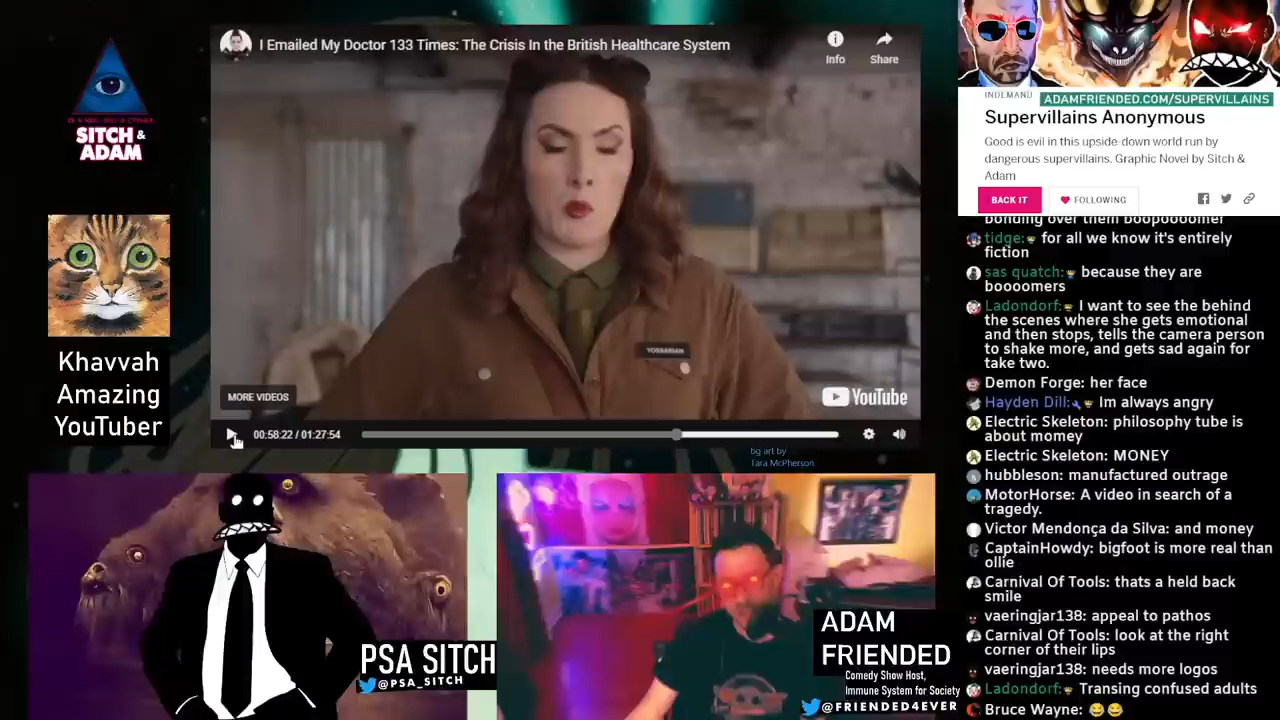 I Emailed My Doctor 133 Times: The Crisis In the British Healthcare System
Info
Share
SITCH &
ADAM
Khavvah
Amazing
YouTuber
YOSSARIAN
MORE VIDEOS
YouTube
00:58:22 / 01:27:54
bg art by
Tara McPherson
PSA SITCH
@PSA_SITCH
ADAM
FRIENDED
Comedy Show Host,
Immune System for Society
@FRIENDED4EVER
INDEMAND
ADAMFRIENDED.COM/SUPERVILLAINS
Supervillains Anonymous
Good is evil in this upside-down world run by
dangerous supervillains. Graphic Novel by Sitch &
Adam
BACK IT
FOLLOWING
bonding over them boopoooomer
tidge: for all we know it's entirely
fiction
sas quatch: because they are
boooomers
Ladondorf: I want to see the behind
the scenes where she gets emotional
and then stops, tells the camera person
to shake more, and gets sad again for
take two.
Demon Forge: her face
Hayden Dill: Im always angry
Electric Skeleton: philosophy tube is
about momey
Electric Skeleton: MONEY
hubbleson: manufactured outrage
MotorHorse: A video in search of a
tragedy.
Victor Mendonça da Silva: and money
CaptainHowdy: bigfoot is more real than
ollie
Carnival Of Tools: thats a held back
smile
vaeringjar138: appeal to pathos
Carnival Of Tools: look at the right
corner of their lips
vaeringjar138: needs more logos
Ladondorf: Transing confused adults
Bruce Wayne: 😂😂